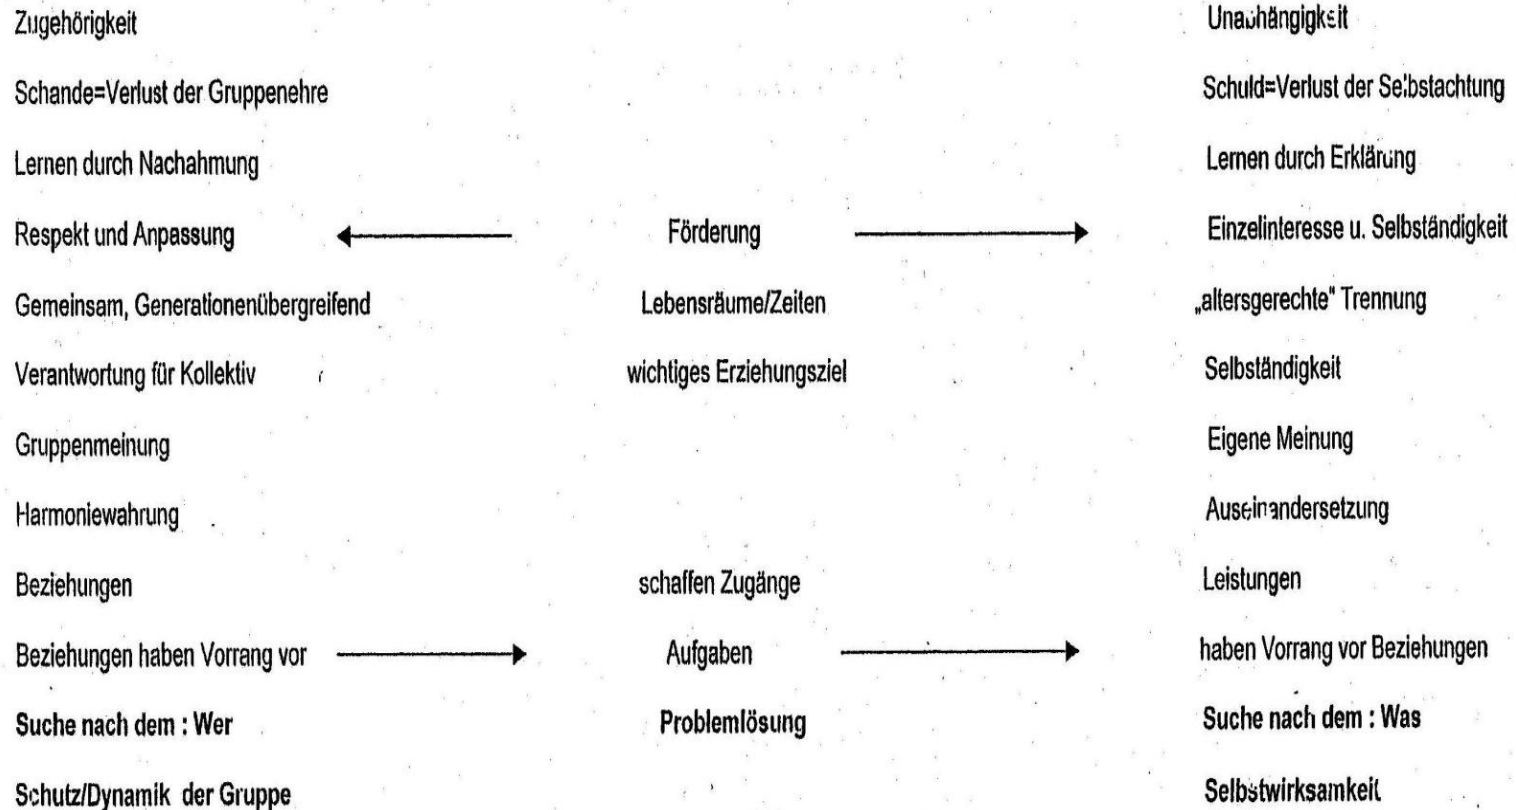 Zugehörigkeit Unabhängigkeit
Schande=Verlust der Gruppenehre Schuld=Verlust der Selbstachtung
Lernen durch Nachahmung Lernen durch Erklärung
Respekt und Anpassung Förderung Einzelinteresse u. Selbständigkeit
Gemeinsam, Generationenübergreifend Lebensräume/Zeiten „altersgerechte" Trennung
Verantwortung für Kollektiv wichtiges Erziehungsziel Selbständigkeit
Gruppenmeinung Eigene Meinung
Harmoniewahrung Auseinandersetzung
Beziehungen schaffen Zugänge Leistungen
Beziehungen haben Vorrang vor Aufgaben haben Vorrang vor Beziehungen
Suche nach dem : Wer Problemlösung Suche nach dem : Was
Schutz/Dynamik der Gruppe Selbstwirksamkeit